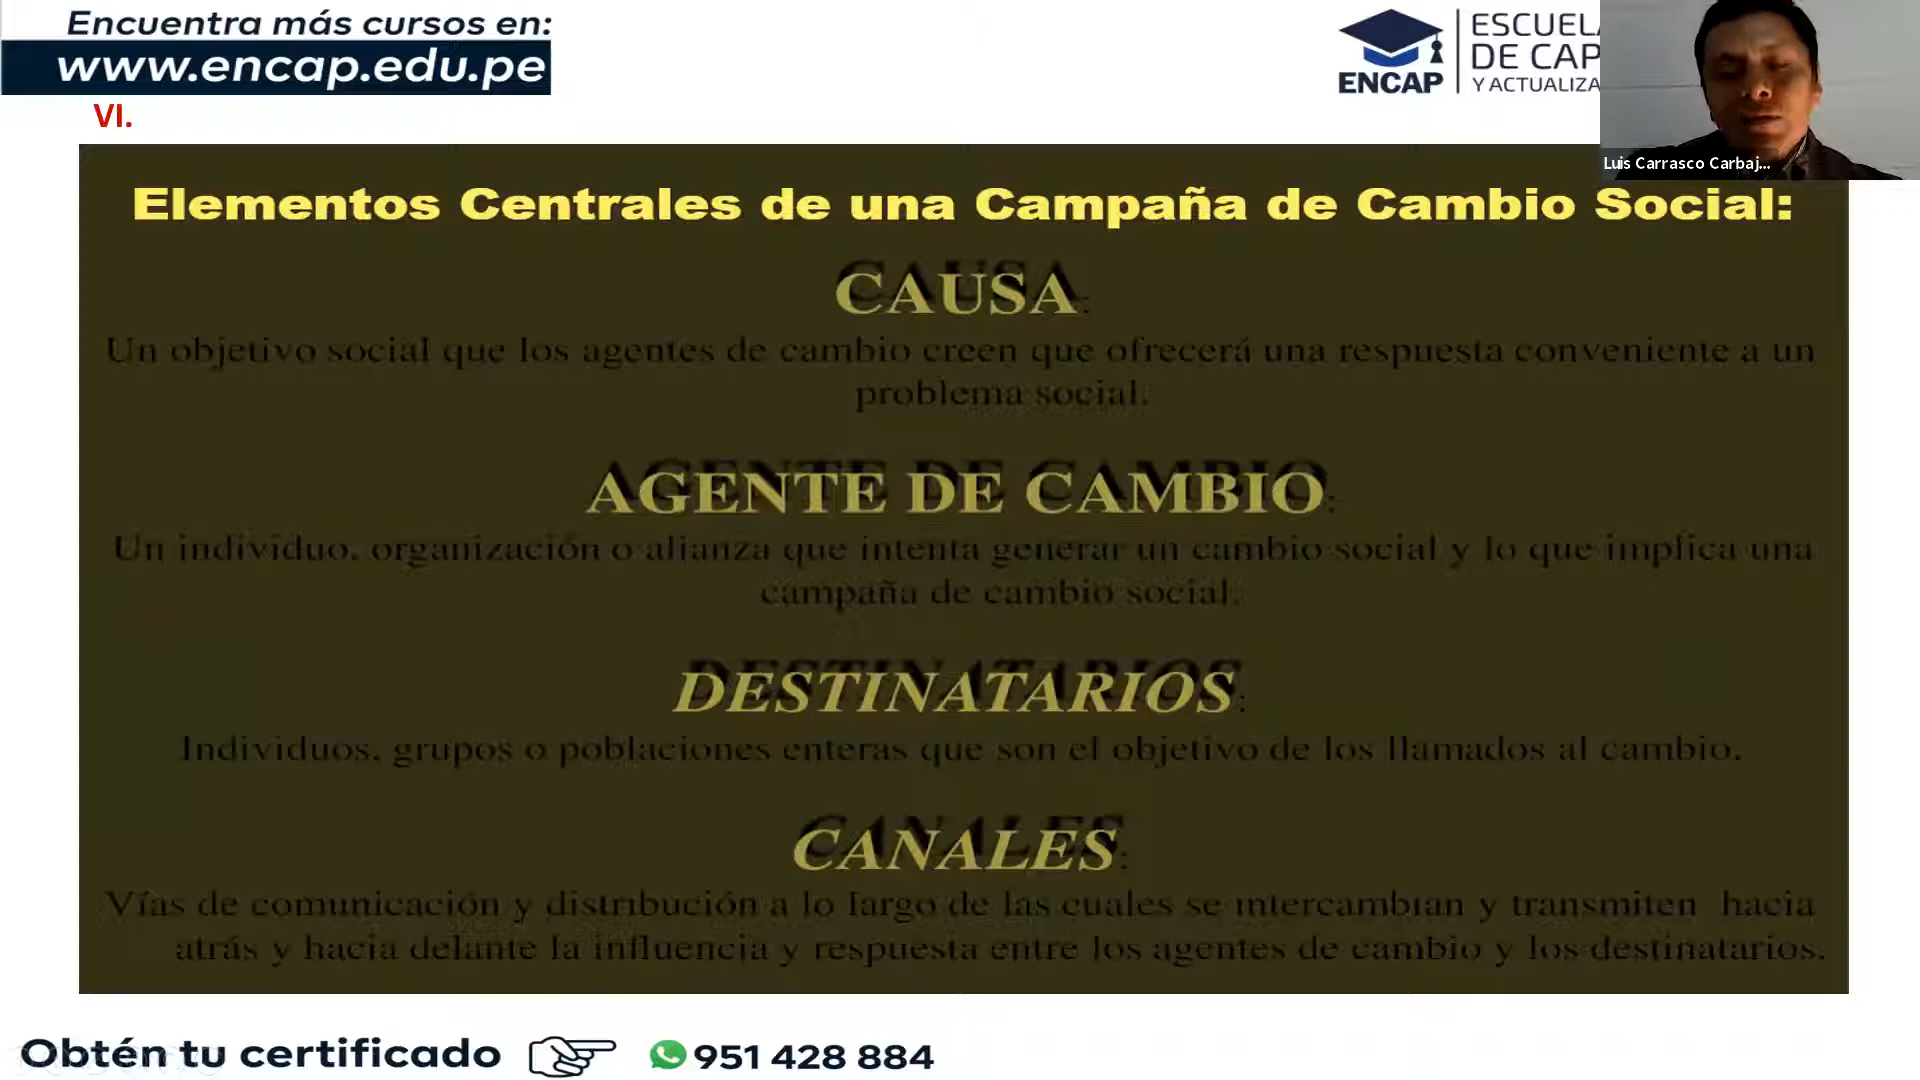 Encuentra más cursos en:
www.encap.edu.pe
ENCAP
ESCUELA
DE CAP
Y ACTUALIZA
Luis Carrasco Carbaj...
VI.
Elementos Centrales de una Campaña de Cambio Social:
CAUSA:
Un objetivo social que los agentes de cambio creen que ofrecerá una respuesta conveniente a un
problema social.
AGENTE DE CAMBIO:
Un individuo, organización o alianza que intenta generar un cambio social y lo que implica una
campaña de cambio social.
DESTINATARIOS:
Individuos, grupos o poblaciones enteras que son el objetivo de los llamados al cambio.
CANALES:
Vías de comunicación y distribución a lo largo de las cuales se intercambian y transmiten hacia
atrás y hacia delante la influencia y respuesta entre los agentes de cambio y los destinatarios.
Obtén tu certificado
951 428 884